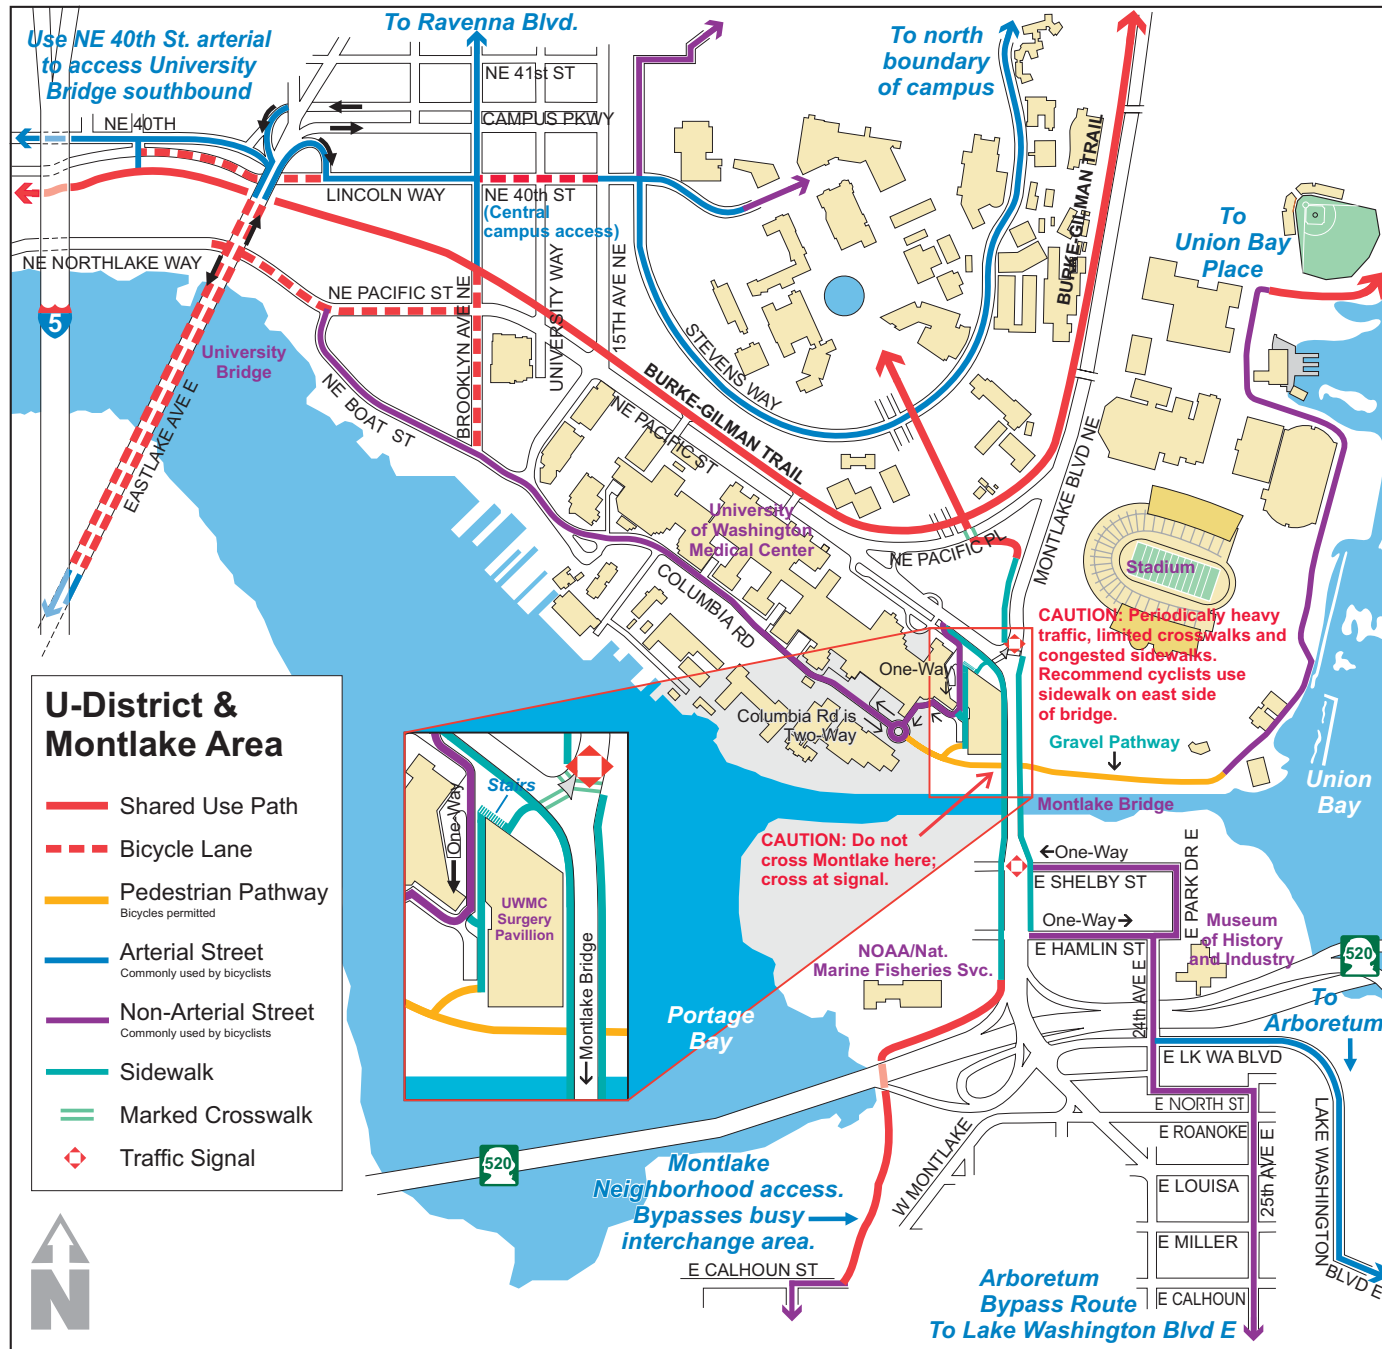 Use NE 40th St. arterial
to access University
Bridge southbound
To Ravenna Blvd.
To north
boundary
of campus
NE 41st ST
CAMPUS PKWY
NE 40TH
LINCOLN WAY
NE 40th ST
(Central
campus access)
NE NORTHLAKE WAY
5
NE PACIFIC ST
University
Bridge
EASTLAKE AVE E
NE BOAT ST
BROOKLYN AVE NE
UNIVERSITY WAY
15TH AVE NE
STEVENS WAY
BURKE-GILMAN TRAIL
BURKE-GILMAN TRAIL
NE PACIFIC ST
To
Union Bay
Place
University
of Washington
Medical Center
NE PACIFIC PL
MONTLAKE BLVD NE
Stadium
COLUMBIA RD
CAUTION: Periodically heavy
traffic, limited crosswalks and
congested sidewalks.
Recommend cyclists use
sidewalk on east side
of bridge.
One-Way
Columbia Rd is
Two-Way
Gravel Pathway
Union
Bay
Montlake Bridge
CAUTION: Do not
cross Montlake here;
cross at signal.
One-Way
E SHELBY ST
One-Way
E HAMLIN ST
E PARK DR E
Museum
of History
and Industry
520
NOAA/Nat.
Marine Fisheries Svc.
Portage
Bay
24th AVE E
To
Arboretum
E LK WA BLVD
E NORTH ST
E ROANOKE
E LOUISA
E MILLER
E CALHOUN
25th AVE E
LAKE WASHINGTON
BLVD E
W MONTLAKE
520
Montlake
Neighborhood access.
Bypasses busy
interchange area.
E CALHOUN ST
Arboretum
Bypass Route
To Lake Washington Blvd E
Stairs
One-Way
UWMC
Surgery
Pavillion
Montlake Bridge
U-District &
Montlake Area
Shared Use Path
Bicycle Lane
Pedestrian Pathway
Bicycles permitted
Arterial Street
Commonly used by bicyclists
Non-Arterial Street
Commonly used by bicyclists
Sidewalk
Marked Crosswalk
Traffic Signal
N